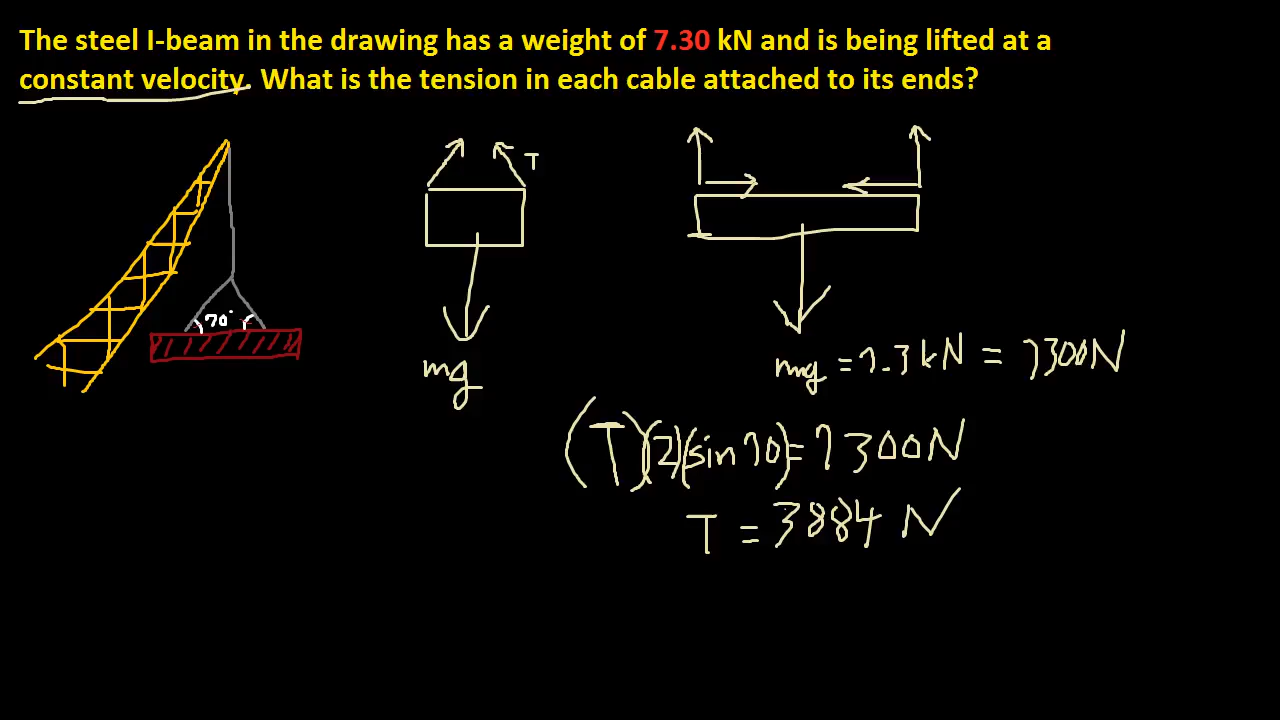 The steel I-beam in the drawing has a weight of 7.30 kN and is being lifted at a
constant velocity. What is the tension in each cable attached to its ends?
T
70°
mg
mg = 7.3 kN = 7300N
(T)(2)(sin70)=7300N
T = 3884 N